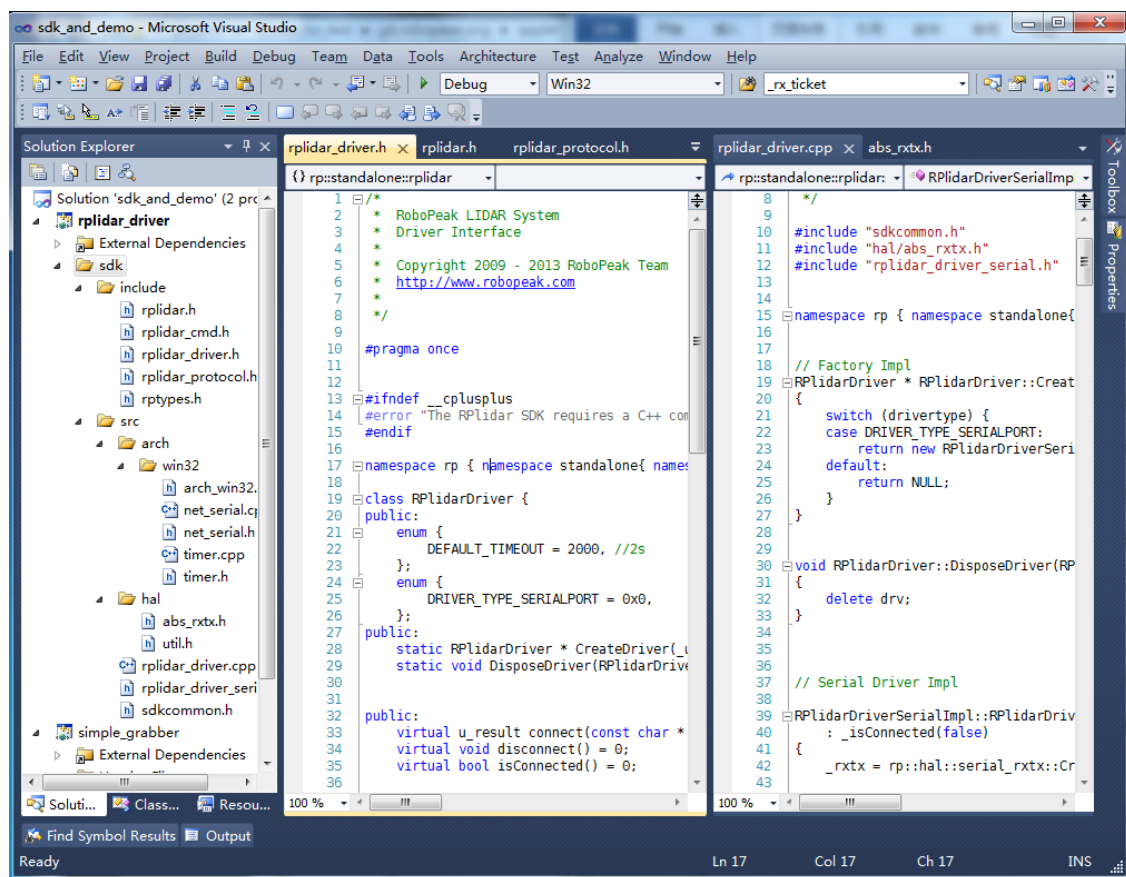 sdk_and_demo - Microsoft Visual Studio
File Edit View Project Build Debug Team Data Tools Architecture Test Analyze Window Help
Debug Win32 _rx_ticket
Solution Explorer
Solution 'sdk_and_demo' (2 prc
rplidar_driver
External Dependencies
sdk
include
rplidar.h
rplidar_cmd.h
rplidar_driver.h
rplidar_protocol.h
rptypes.h
src
arch
win32
arch_win32.
net_serial.cp
net_serial.h
timer.cpp
timer.h
hal
abs_rxtx.h
util.h
rplidar_driver.cpp
rplidar_driver_seri
sdkcommon.h
simple_grabber
External Dependencies
Soluti... Class... Resou...
rplidar_driver.h rplidar.h rplidar_protocol.h
{} rp::standalone::rplidar
1 /*
2 * RoboPeak LIDAR System
3 * Driver Interface
4 *
5 * Copyright 2009 - 2013 RoboPeak Team
6 * http://www.robopeak.com
7 *
8 */
9
10 #pragma once
11
12
13 #ifndef __cplusplus
14 #error "The RPlidar SDK requires a C++ com
15 #endif
16
17 namespace rp { namespace standalone{ names
18
19 class RPlidarDriver {
20 public:
21 enum {
22 DEFAULT_TIMEOUT = 2000, //2s
23 };
24 enum {
25 DRIVER_TYPE_SERIALPORT = 0x0,
26 };
27 public:
28 static RPlidarDriver * CreateDriver(_u
29 static void DisposeDriver(RPlidarDrive
30
31
32 public:
33 virtual u_result connect(const char *
34 virtual void disconnect() = 0;
35 virtual bool isConnected() = 0;
36
100 %
rplidar_driver.cpp abs_rxtx.h
rp::standalone::rplidar: RPlidarDriverSerialImp
8 */
9
10 #include "sdkcommon.h"
11 #include "hal/abs_rxtx.h"
12 #include "rplidar_driver_serial.h"
13
14
15 namespace rp { namespace standalone{
16
17
18 // Factory Impl
19 RPlidarDriver * RPlidarDriver::Creat
20 {
21 switch (drivertype) {
22 case DRIVER_TYPE_SERIALPORT:
23 return new RPlidarDriverSeri
24 default:
25 return NULL;
26 }
27 }
28
29
30 void RPlidarDriver::DisposeDriver(RP
31 {
32 delete drv;
33 }
34
35
36
37 // Serial Driver Impl
38
39 RPlidarDriverSerialImpl::RPlidarDriv
40 : _isConnected(false)
41 {
42 _rxtx = rp::hal::serial_rxtx::Cr
43
100 %
Toolbox
Properties
Find Symbol Results Output
Ready Ln 17 Col 17 Ch 17 INS